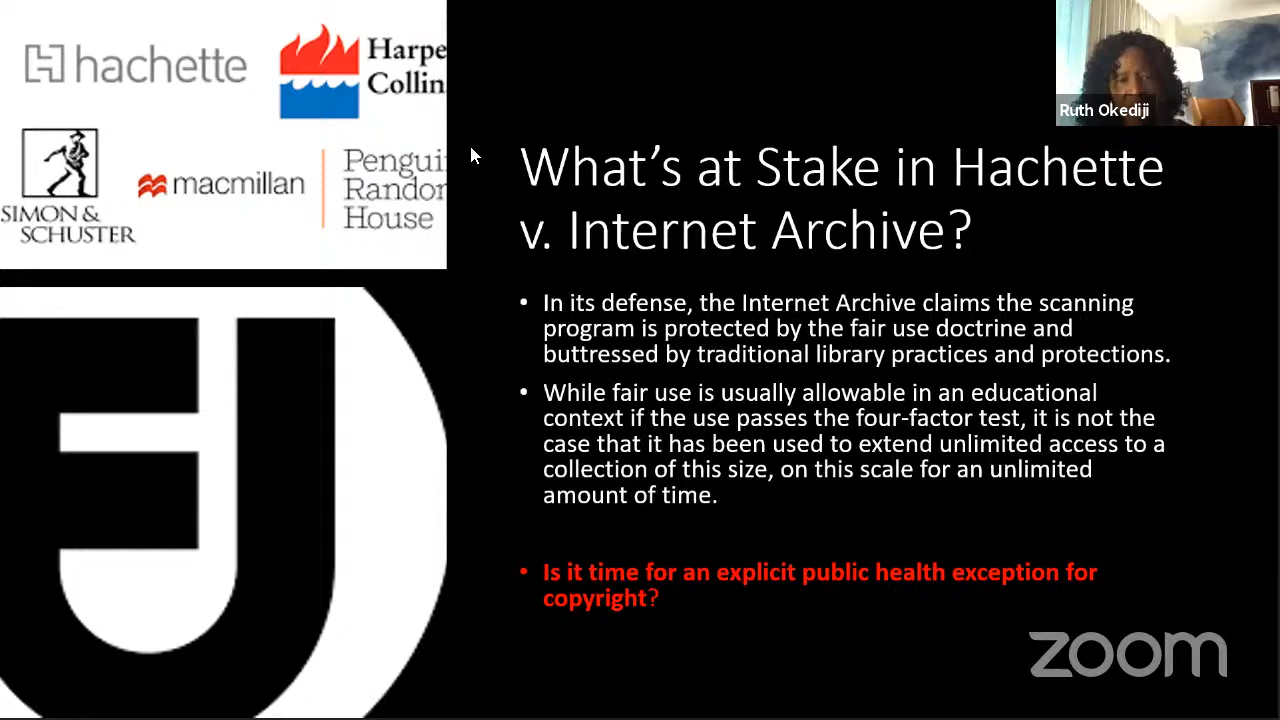 hachette
Harpe
Collin
SIMON &
SCHUSTER
macmillan
Penguin
Random
House
Ruth Okediji
What's at Stake in Hachette
v. Internet Archive?
• In its defense, the Internet Archive claims the scanning
program is protected by the fair use doctrine and
buttressed by traditional library practices and protections.
• While fair use is usually allowable in an educational
context if the use passes the four-factor test, it is not the
case that it has been used to extend unlimited access to a
collection of this size, on this scale for an unlimited
amount of time.
• Is it time for an explicit public health exception for
copyright?
zoom